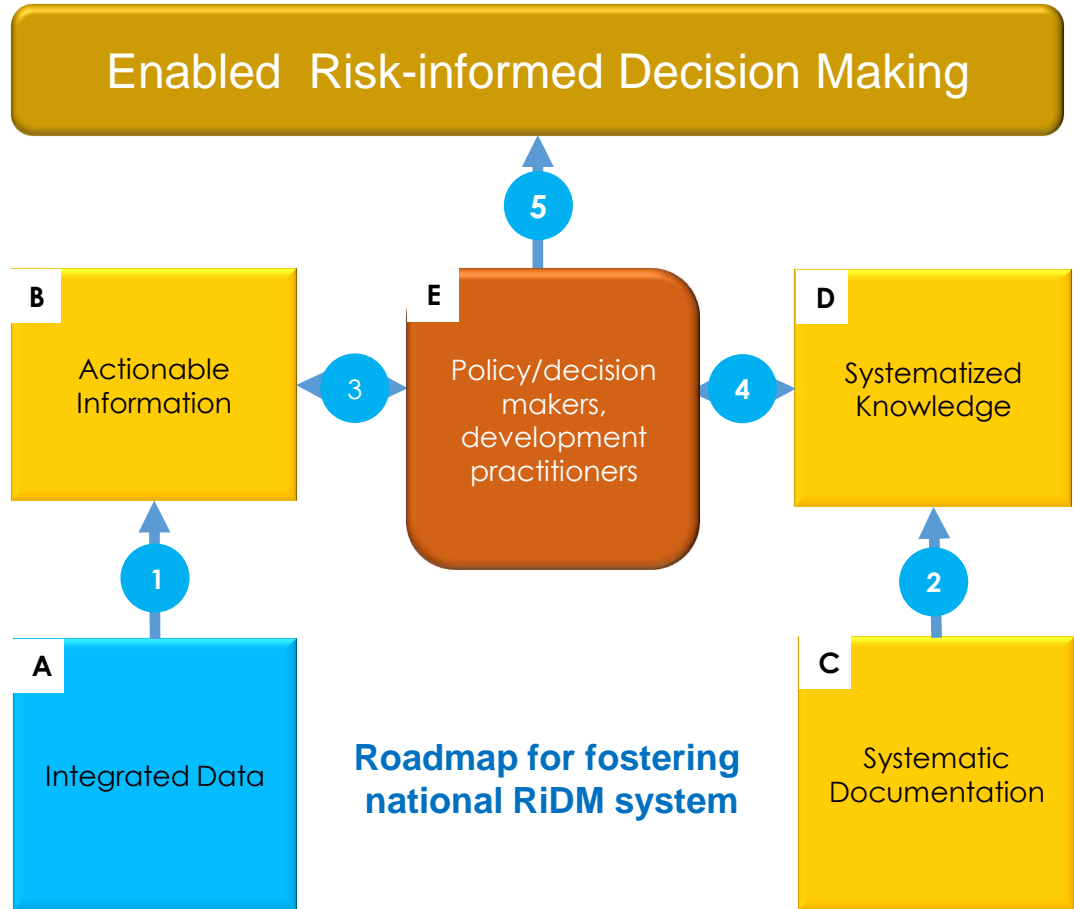 Enabled  Risk-informed Decision Making
5
B
Actionable
Information
E
Policy/decision
makers,
development
practitioners
D
Systematized
Knowledge
3
4
1
2
A
Integrated Data
C
Systematic
Documentation
Roadmap for fostering
national RiDM system